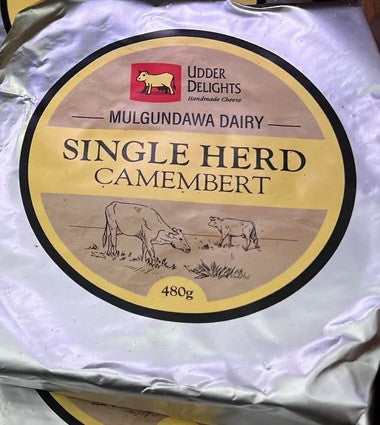 UDDER
DELIGHTS
Handmade Cheese
MULGUNDAWA DAIRY
SINGLE HERD
CAMEMBERT
480g